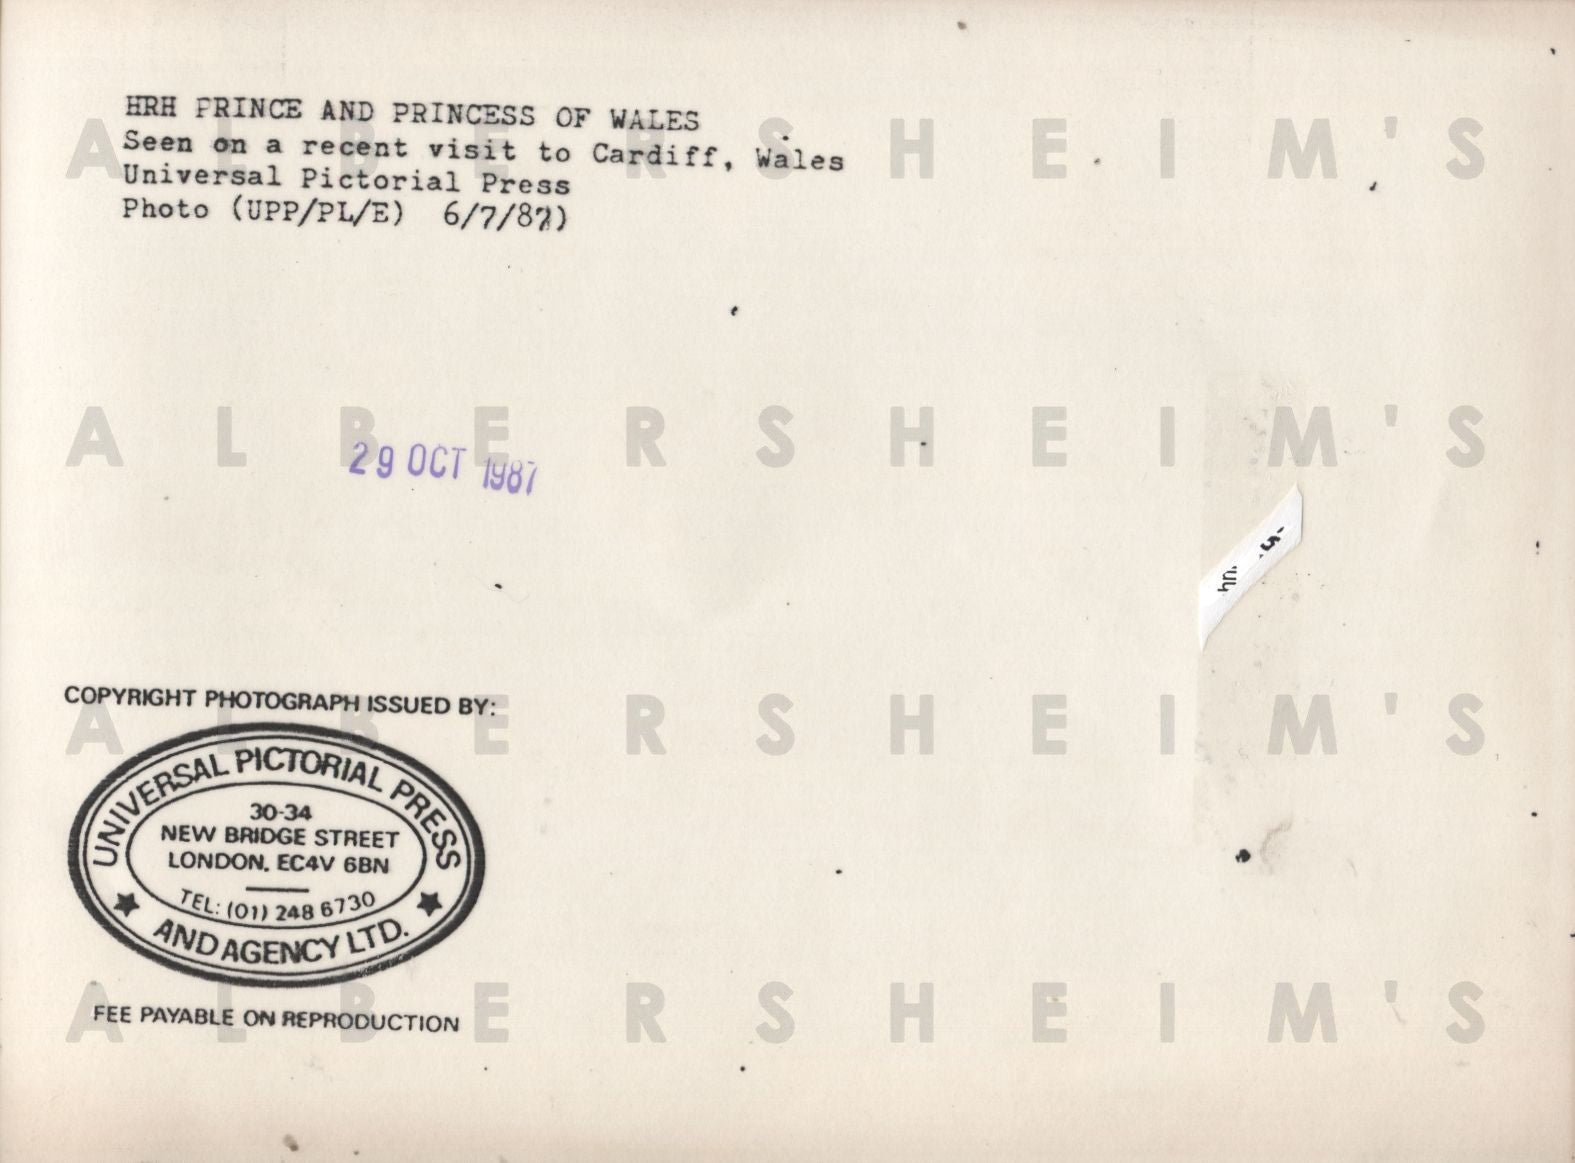 HRH PRINCE AND PRINCESS OF WALES
Seen on a recent visit to Cardiff, Wales
Universal Pictorial Press
Photo (UPP/PL/E) 6/7/87)
ALBERSHEIM'S
ALBERSHEIM'S
29 OCT 1987
COPYRIGHT PHOTOGRAPH ISSUED BY:
ALBERSHEIM'S
UNIVERSAL PICTORIAL PRESS
30-34
NEW BRIDGE STREET
LONDON. EC4V 6BN
TEL: (01) 248 6730
AND AGENCY LTD.
ALBERSHEIM'S
FEE PAYABLE ON REPRODUCTION